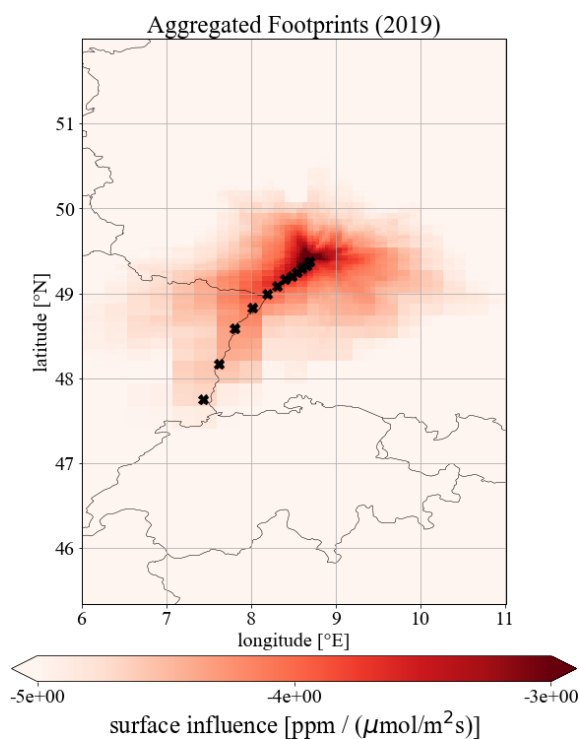 Aggregated Footprints (2019)
51
50
49
48
47
46
latitude [°N]
6 7 8 9 10 11
longitude [°E]
-5e+00 -4e+00 -3e+00
surface influence [ppm / (μmol/m²s)]